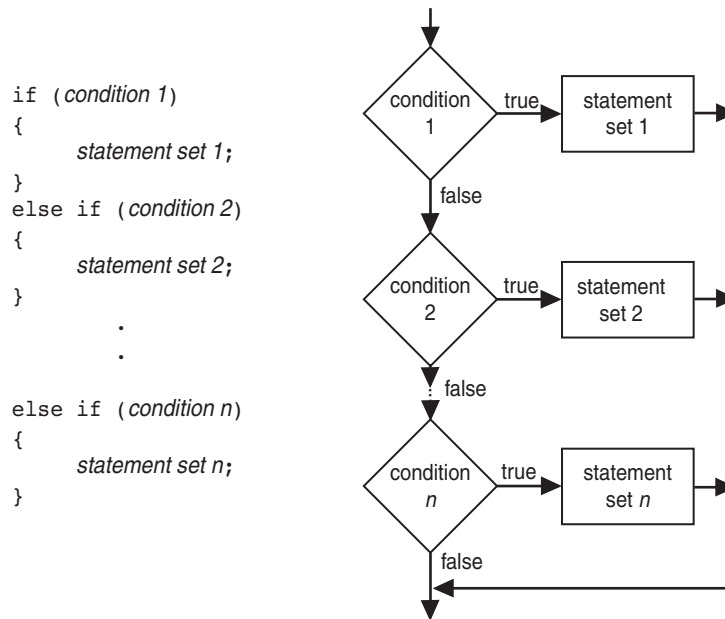 if (condition 1)
{
statement set 1;
}
else if (condition 2)
{
statement set 2;
}
.
.
else if (condition n)
{
statement set n;
}
condition
1
true
statement
set 1
false
condition
2
true
statement
set 2
false
condition
n
true
statement
set n
false